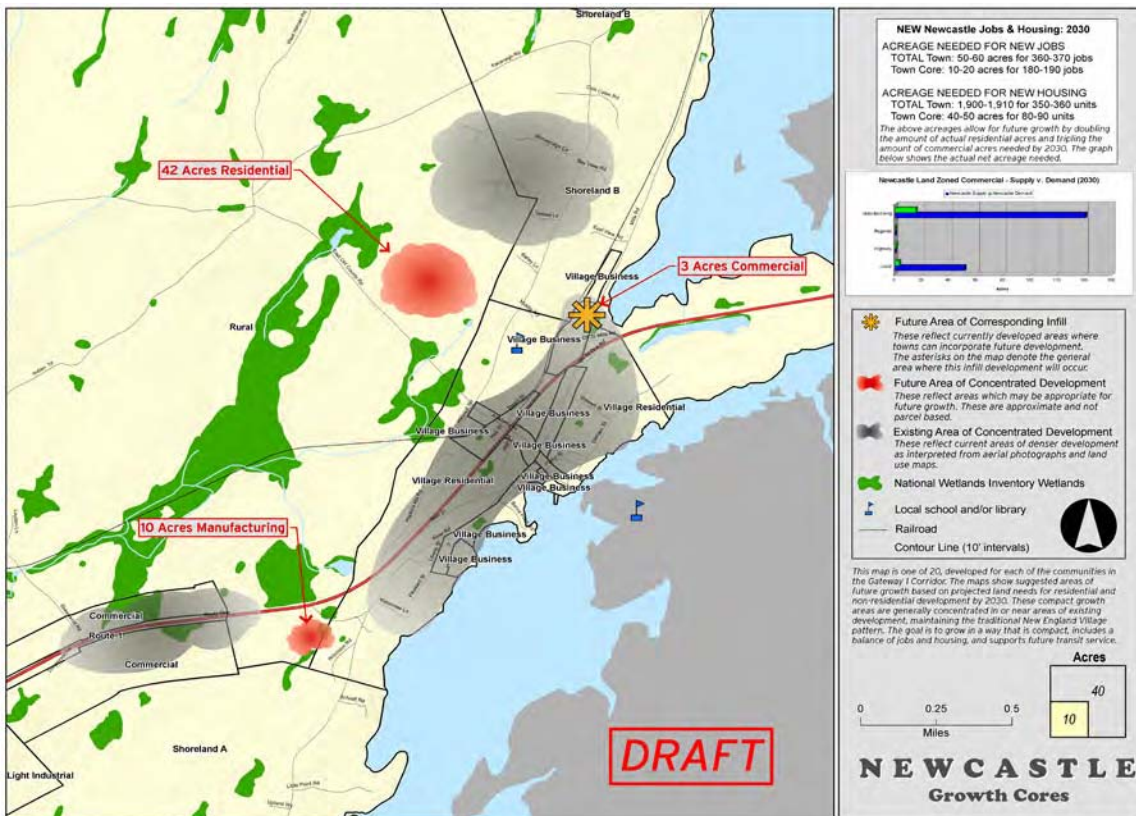 Shoreland B
42 Acres Residential
Shoreland B
Village Business
3 Acres Commercial
Rural
Village Business
Village Residential
Village Business
Village Business
Village Business
Village Residential
Village Business
Village Business
10 Acres Manufacturing
Village Business
Village Business
Commercial
Route 1
Commercial
Shoreland A
Light Industrial
DRAFT
NEW Newcastle Jobs & Housing: 2030
ACREAGE NEEDED FOR NEW JOBS
TOTAL Town: 50-60 acres for 360-370 jobs
Town Core: 10-20 acres for 180-190 jobs
ACREAGE NEEDED FOR NEW HOUSING
TOTAL Town: 1,900-1,910 for 350-360 units
Town Core: 40-50 acres for 80-90 units
The above acreages allow for future growth by doubling
the amount of actual residential acres and tripling the
amount of commercial acres needed by 2030. The graph
below shows the actual net acreage needed.
Newcastle Land Zoned Commercial - Supply v. Demand (2030)
Future Area of Corresponding Infill
These reflect currently developed areas where
towns can incorporate future development.
The asterisks on the map denote the general
area where this infill development will occur.
Future Area of Concentrated Development
These reflect areas which may be appropriate for
future growth. These are approximate and not
parcel based.
Existing Area of Concentrated Development
These reflect current areas of denser development
as interpreted from aerial photographs and land
use maps.
National Wetlands Inventory Wetlands
Local school and/or library
Railroad
Contour Line (10' intervals)
This map is one of 20, developed for each of the communities
in the Gateway 1 Corridor. The maps show suggested areas of
future growth based on projected land needs for residential and
non-residential development by 2030. These compact growth
areas are generally concentrated in or near areas of existing
development, maintaining the traditional New England Village
pattern. The goal is to grow in a way that is compact, includes a
balance of jobs and housing, and supports future transit service.
Acres
40
10
0 0.25 0.5
Miles
NEWCASTLE
Growth Cores